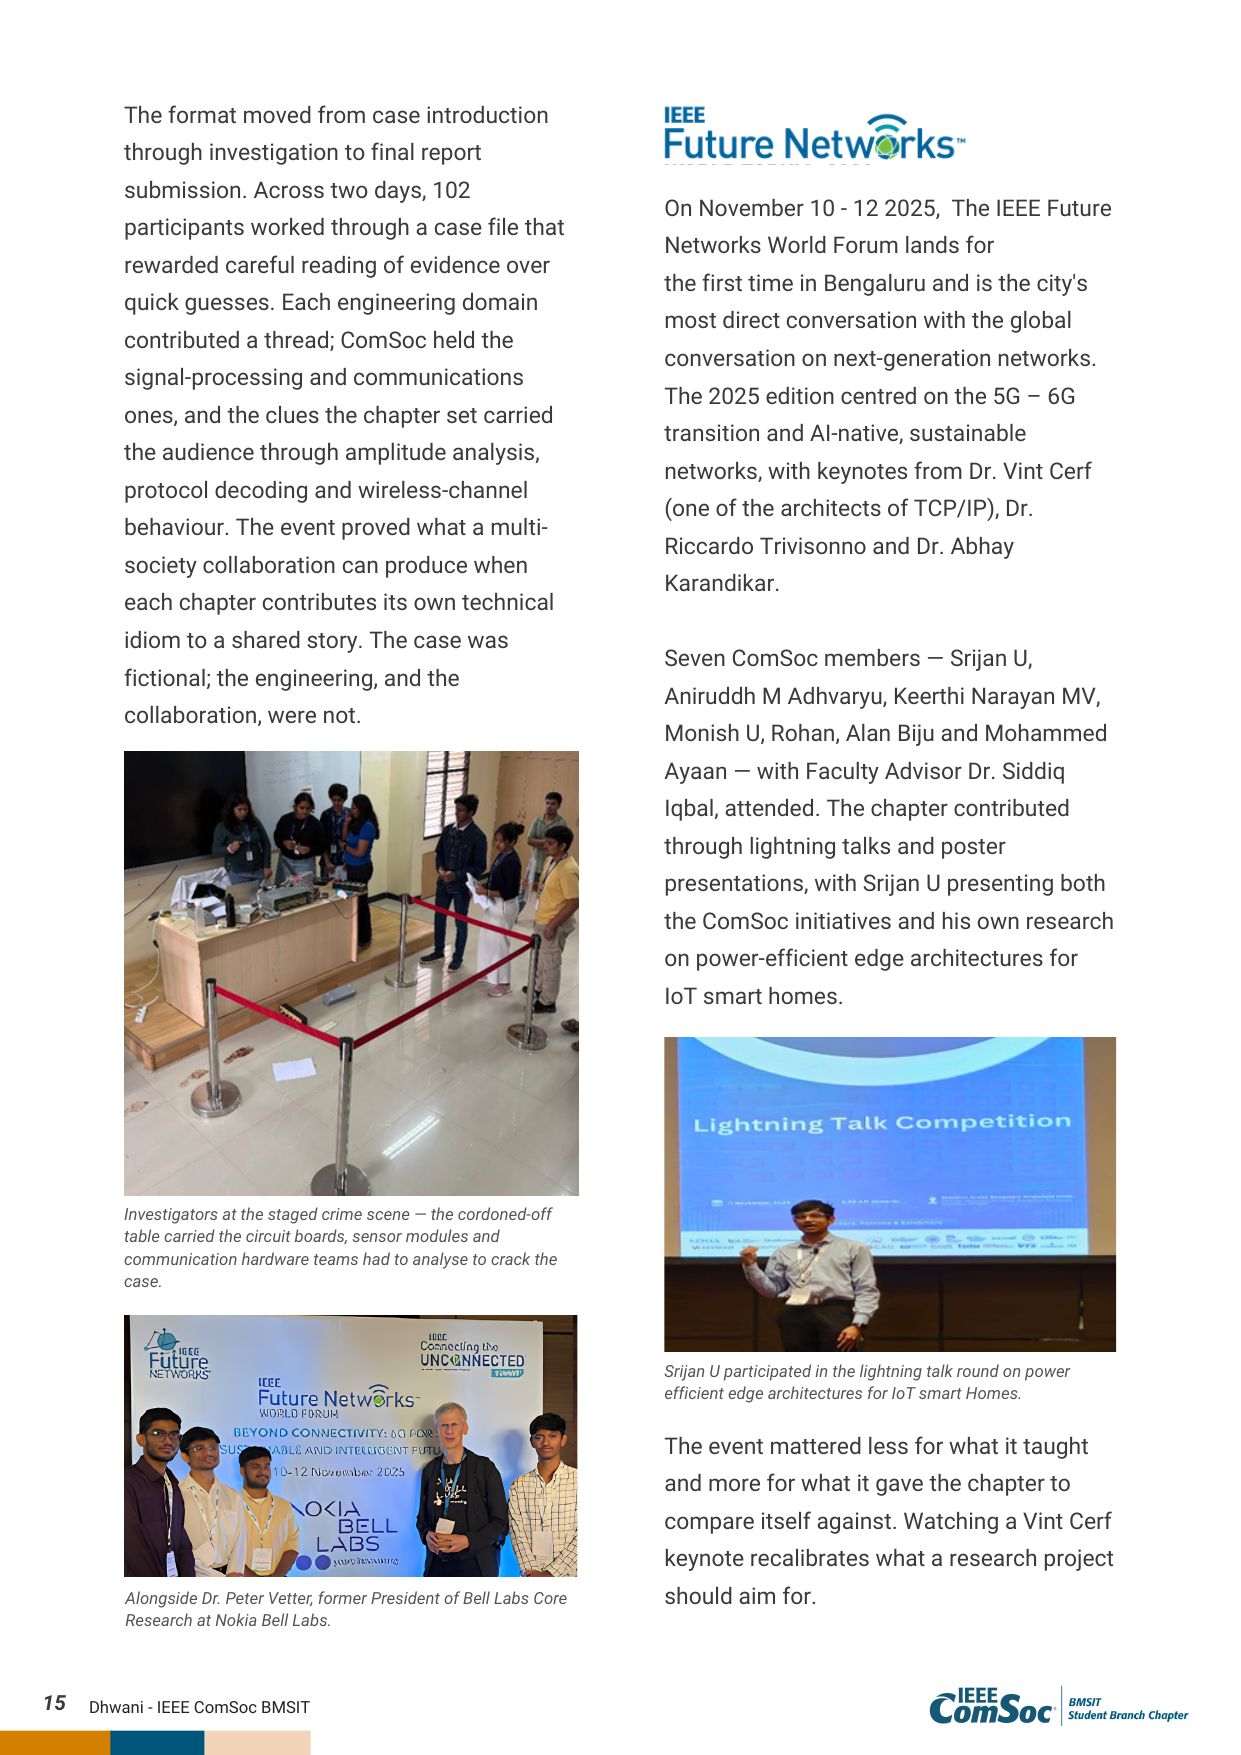 The format moved from case introduction
through investigation to final report
submission. Across two days, 102
participants worked through a case file that
rewarded careful reading of evidence over
quick guesses. Each engineering domain
contributed a thread; ComSoc held the
signal-processing and communications
ones, and the clues the chapter set carried
the audience through amplitude analysis,
protocol decoding and wireless-channel
behaviour. The event proved what a multi-
society collaboration can produce when
each chapter contributes its own technical
idiom to a shared story. The case was
fictional; the engineering, and the
collaboration, were not.
Investigators at the staged crime scene — the cordoned-off
table carried the circuit boards, sensor modules and
communication hardware teams had to analyse to crack the
case.
IEEE
Future
NETWORKS
IEEE
Connecting the
UNCONNECTED
IEEE
Future Networks
WORLD FORUM
BEYOND CONNECTIVITY: 6G FOR
AND INTELLIGENT
10-12 November 2025
NOKIA
BELL
LABS
Alongside Dr. Peter Vetter, former President of Bell Labs Core
Research at Nokia Bell Labs.
IEEE
Future Networks™
On November 10 - 12 2025, The IEEE Future
Networks World Forum lands for
the first time in Bengaluru and is the city's
most direct conversation with the global
conversation on next-generation networks.
The 2025 edition centred on the 5G – 6G
transition and AI-native, sustainable
networks, with keynotes from Dr. Vint Cerf
(one of the architects of TCP/IP), Dr.
Riccardo Trivisonno and Dr. Abhay
Karandikar.
Seven ComSoc members — Srijan U,
Aniruddh M Adhvaryu, Keerthi Narayan MV,
Monish U, Rohan, Alan Biju and Mohammed
Ayaan — with Faculty Advisor Dr. Siddiq
Iqbal, attended. The chapter contributed
through lightning talks and poster
presentations, with Srijan U presenting both
the ComSoc initiatives and his own research
on power-efficient edge architectures for
IoT smart homes.
Lightning Talk Competition
Srijan U participated in the lightning talk round on power
efficient edge architectures for IoT smart Homes.
The event mattered less for what it taught
and more for what it gave the chapter to
compare itself against. Watching a Vint Cerf
keynote recalibrates what a research project
should aim for.
15 Dhwani - IEEE ComSoc BMSIT
IEEE
ComSoc
BMSIT
Student Branch Chapter